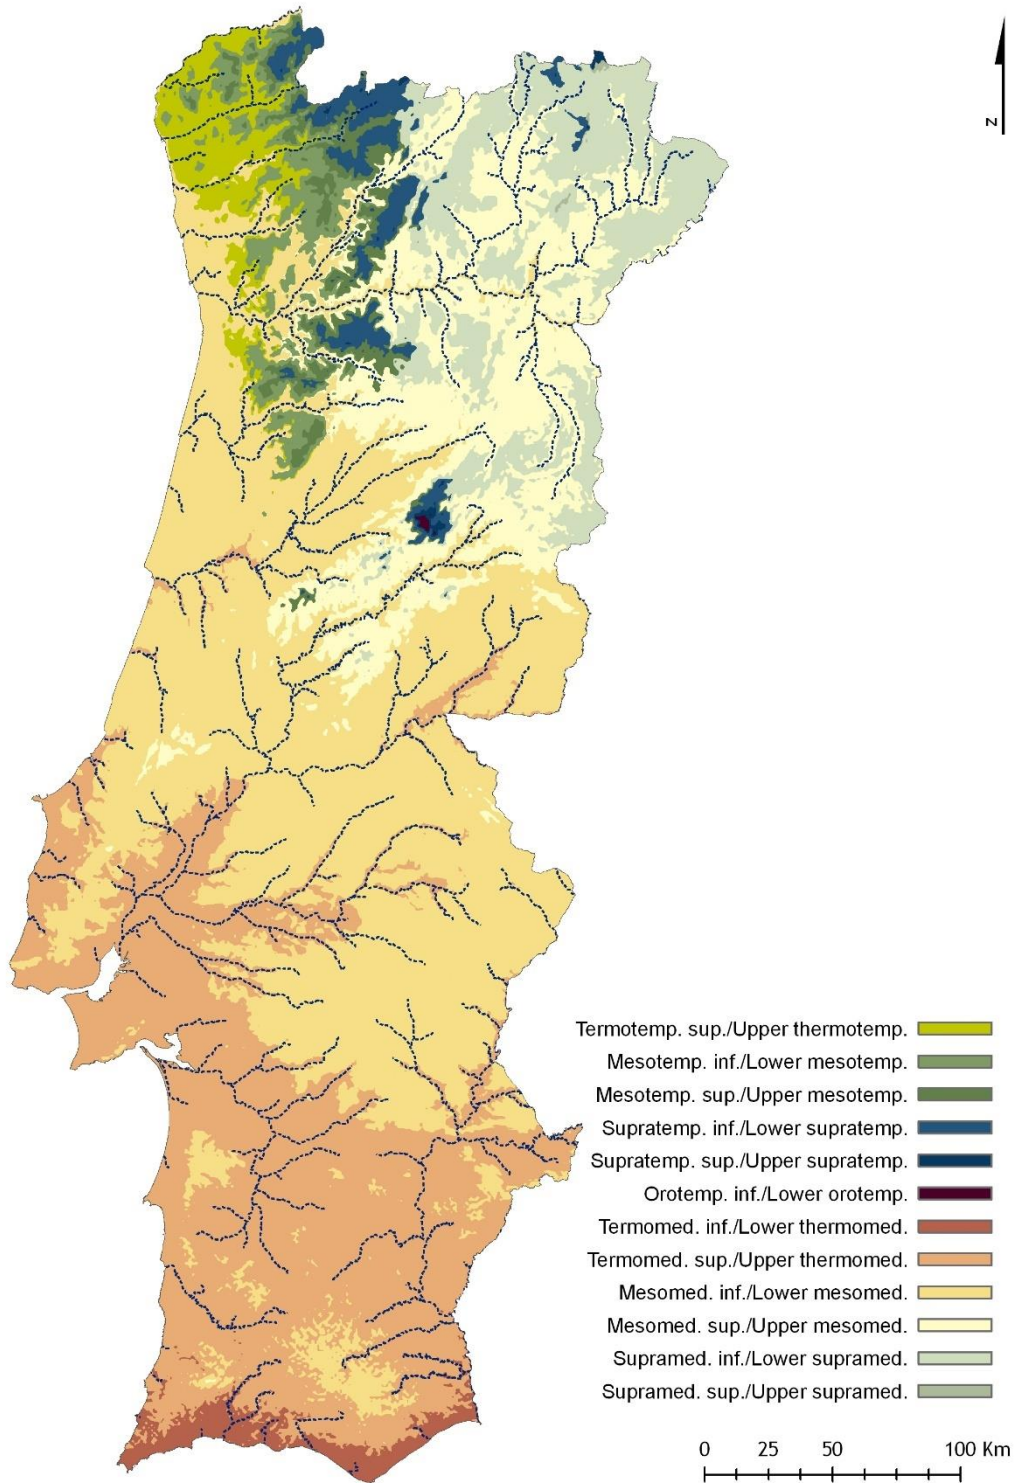 N
Termotemp. sup./Upper thermotemp.
Mesotemp. inf./Lower mesotemp.
Mesotemp. sup./Upper mesotemp.
Supratemp. inf./Lower supratemp.
Supratemp. sup./Upper supratemp.
Orotemp. inf./Lower orotemp.
Termomed. inf./Lower thermomed.
Termomed. sup./Upper thermomed.
Mesomed. inf./Lower mesomed.
Mesomed. sup./Upper mesomed.
Supramed. inf./Lower supramed.
Supramed. sup./Upper supramed.
0 25 50 100 Km